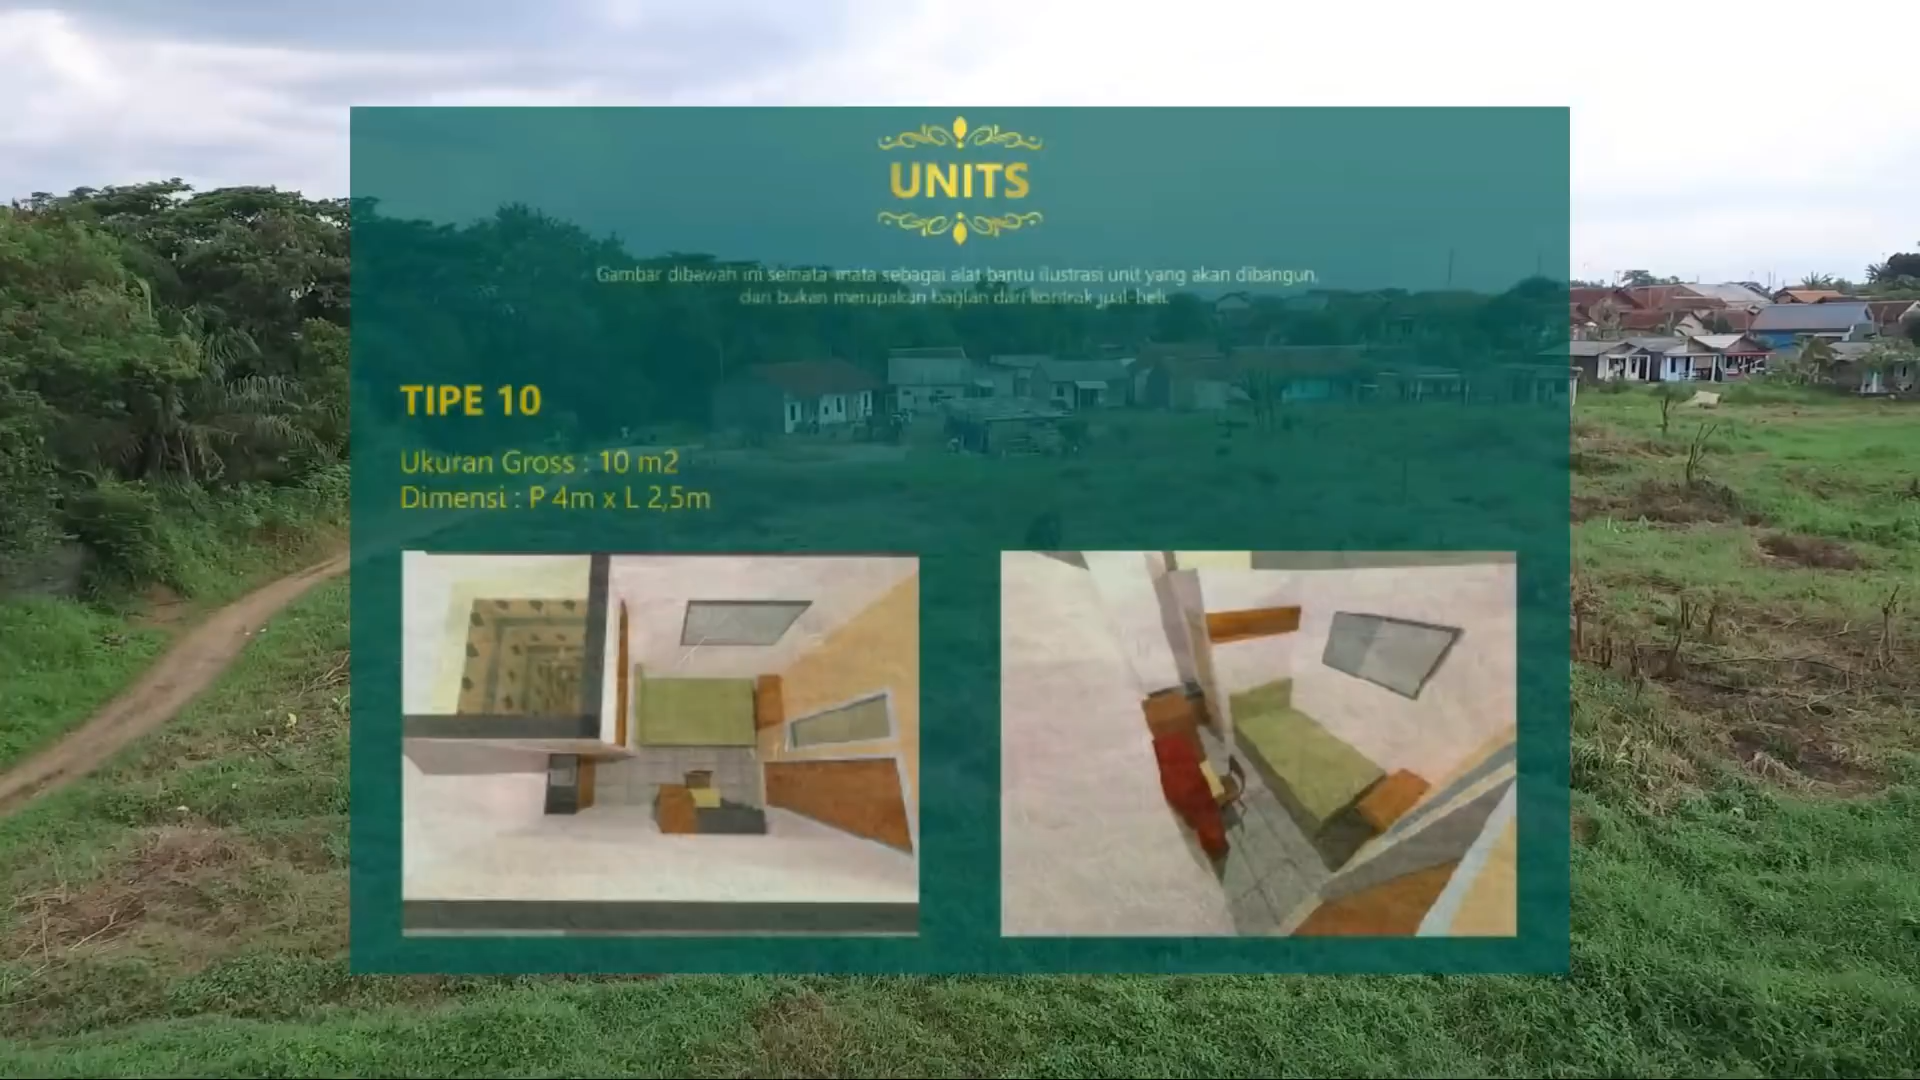 UNITS
Gambar dibawah ini semata-mata sebagai alat bantu ilustrasi unit yang akan dibangun,
dan bukan merupakan bagian dari kontrak jual-beli.
TIPE 10
Ukuran Gross : 10 m2
Dimensi : P 4m x L 2,5m